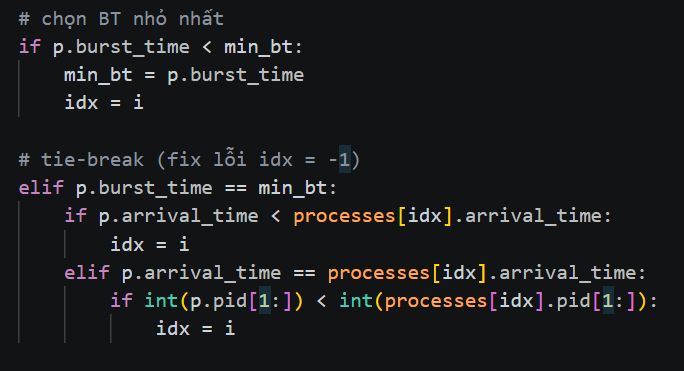 # chọn BT nhỏ nhất
if p.burst_time < min_bt:
    min_bt = p.burst_time
    idx = i

# tie-break (fix lỗi idx = -1)
elif p.burst_time == min_bt:
    if p.arrival_time < processes[idx].arrival_time:
        idx = i
    elif p.arrival_time == processes[idx].arrival_time:
        if int(p.pid[1:]) < int(processes[idx].pid[1:]):
            idx = i